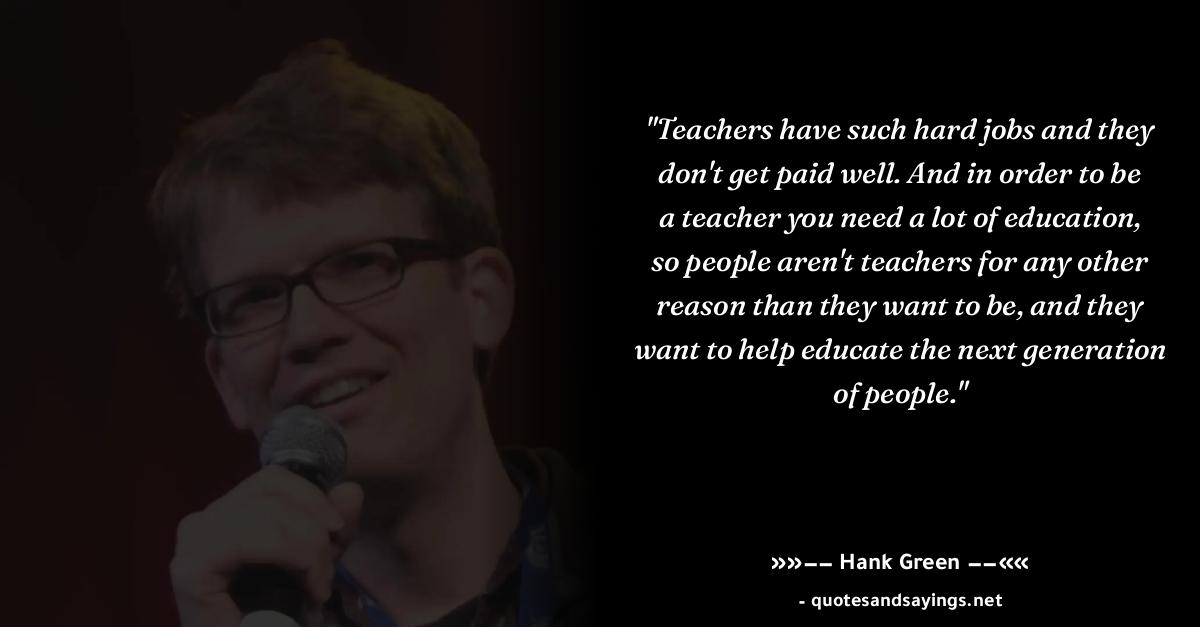 "Teachers have such hard jobs and they
don't get paid well. And in order to be
a teacher you need a lot of education,
so people aren't teachers for any other
reason than they want to be, and they
want to help educate the next generation
of people."
»»–– Hank Green ––««
- quotesandsayings.net